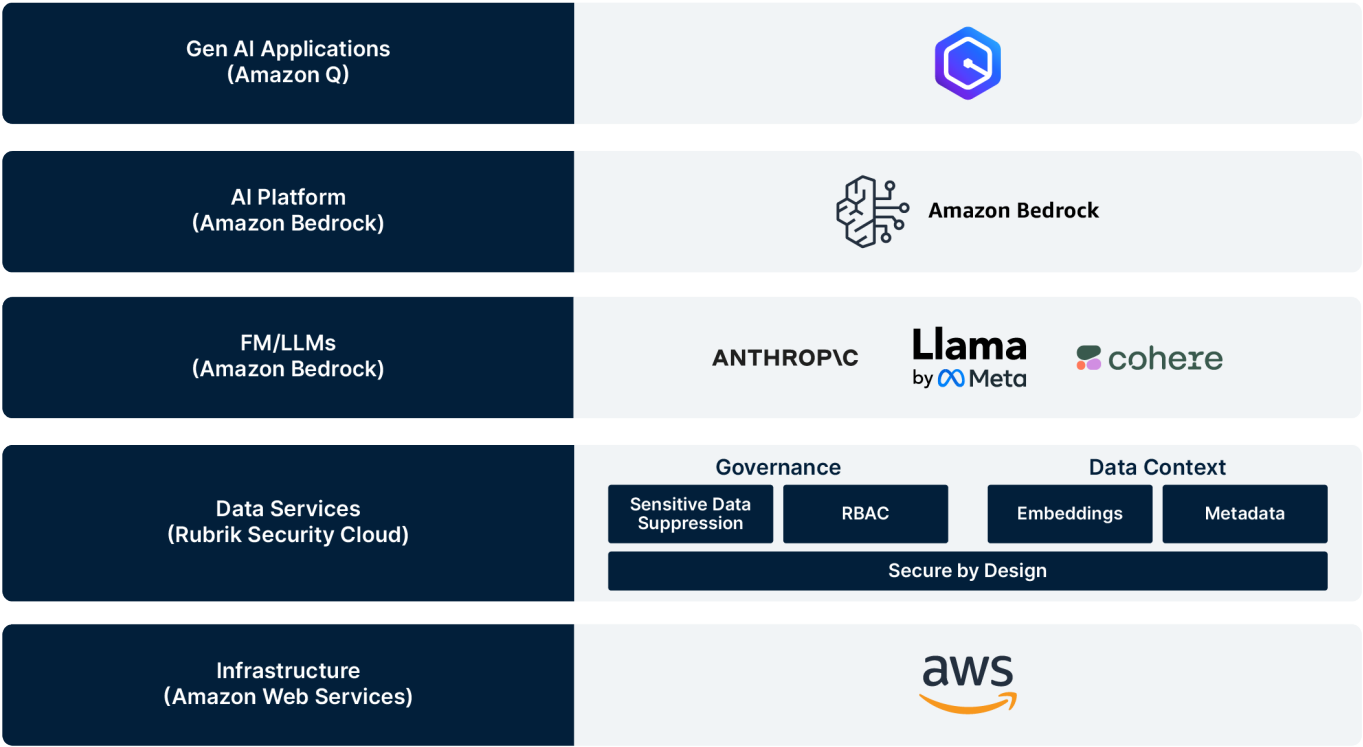 Gen AI Applications
(Amazon Q)
AI Platform
(Amazon Bedrock)
Amazon Bedrock
FM/LLMs
(Amazon Bedrock)
ANTHROP\C
Llama
by Meta
cohere
Data Services
(Rubrik Security Cloud)
Governance
Data Context
Sensitive Data
Suppression
RBAC
Embeddings
Metadata
Secure by Design
Infrastructure
(Amazon Web Services)
aws